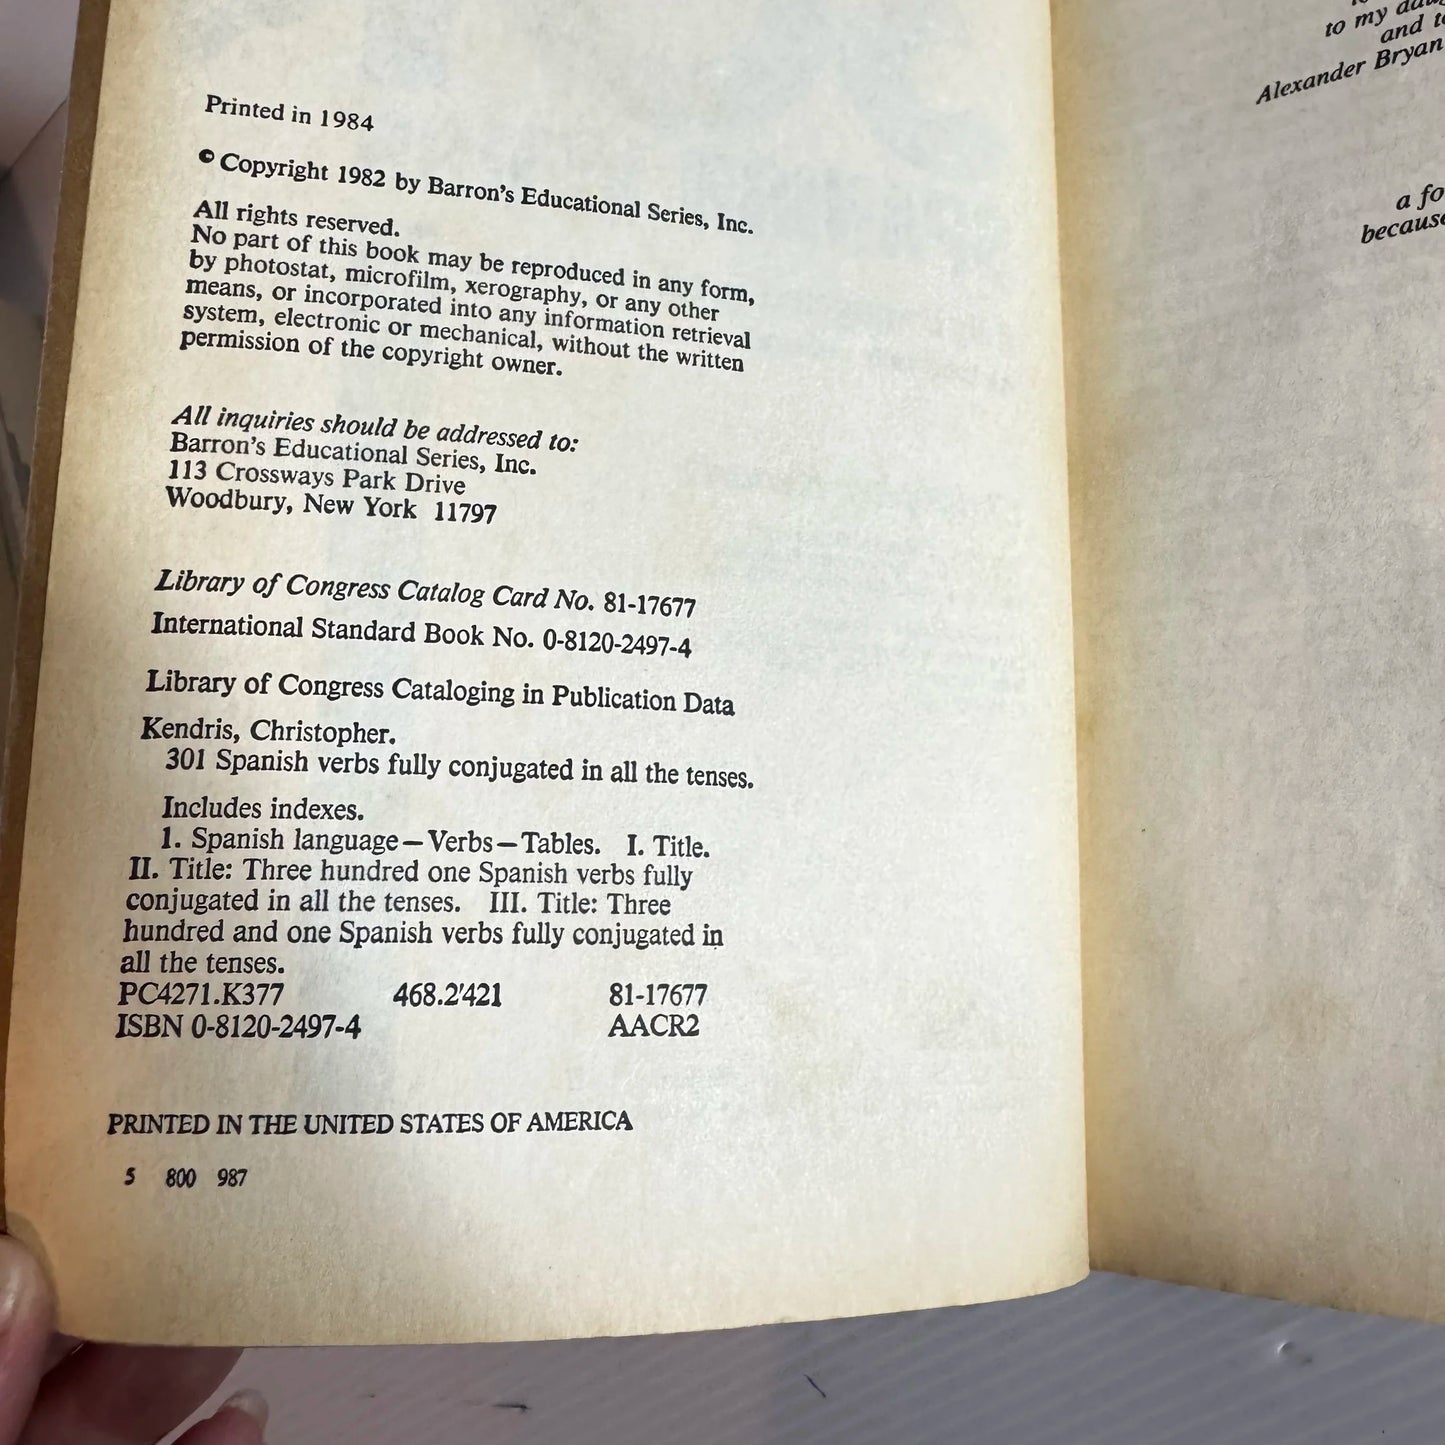 Printed in 1984
© Copyright 1982 by Barron's Educational Series, Inc.
All rights reserved.
No part of this book may be reproduced in any form,
by photostat, microfilm, xerography, or any other
means, or incorporated into any information retrieval
system, electronic or mechanical, without the written
permission of the copyright owner.
All inquiries should be addressed to:
Barron's Educational Series, Inc.
113 Crossways Park Drive
Woodbury, New York 11797
Library of Congress Catalog Card No. 81-17677
International Standard Book No. 0-8120-2497-4
Library of Congress Cataloging in Publication Data
Kendris, Christopher.
301 Spanish verbs fully conjugated in all the tenses.
Includes indexes.
1. Spanish language—Verbs—Tables. I. Title.
II. Title: Three hundred one Spanish verbs fully
conjugated in all the tenses. III. Title: Three
hundred and one Spanish verbs fully conjugated in
all the tenses.
PC4271.K377 468.2'421 81-17677
ISBN 0-8120-2497-4 AACR2
PRINTED IN THE UNITED STATES OF AMERICA
5 800 987
to my
and
Alexander Bryan
a
because